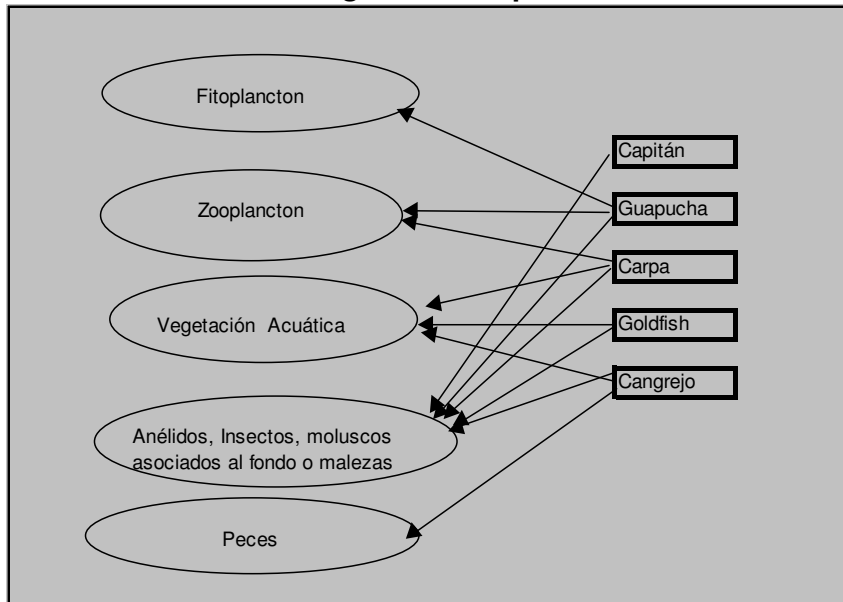 Fitoplancton
Zooplancton
Vegetación Acuática
Anélidos, Insectos, moluscos
asociados al fondo o malezas
Peces
Capitán
Guapucha
Carpa
Goldfish
Cangrejo